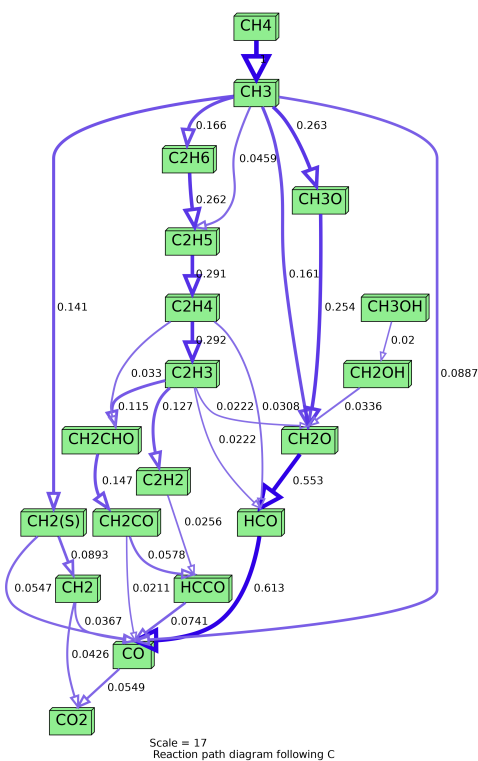 CH4
1
CH3
0.166
0.263
C2H6
0.0459
0.262
CH3O
C2H5
0.291
0.161
0.141
0.254
C2H4
CH3OH
0.292
0.02
0.033
C2H3
CH2OH
0.0887
0.115
0.127
0.0222
0.0308
0.0336
0.0222
CH2CHO
CH2O
0.147
C2H2
0.553
CH2(S)
CH2CO
0.0256
HCO
0.0893
0.0578
0.0547
CH2
0.0211
HCCO
0.613
0.0367
0.0741
0.0426
CO
0.0549
CO2
Scale = 17
Reaction path diagram following C